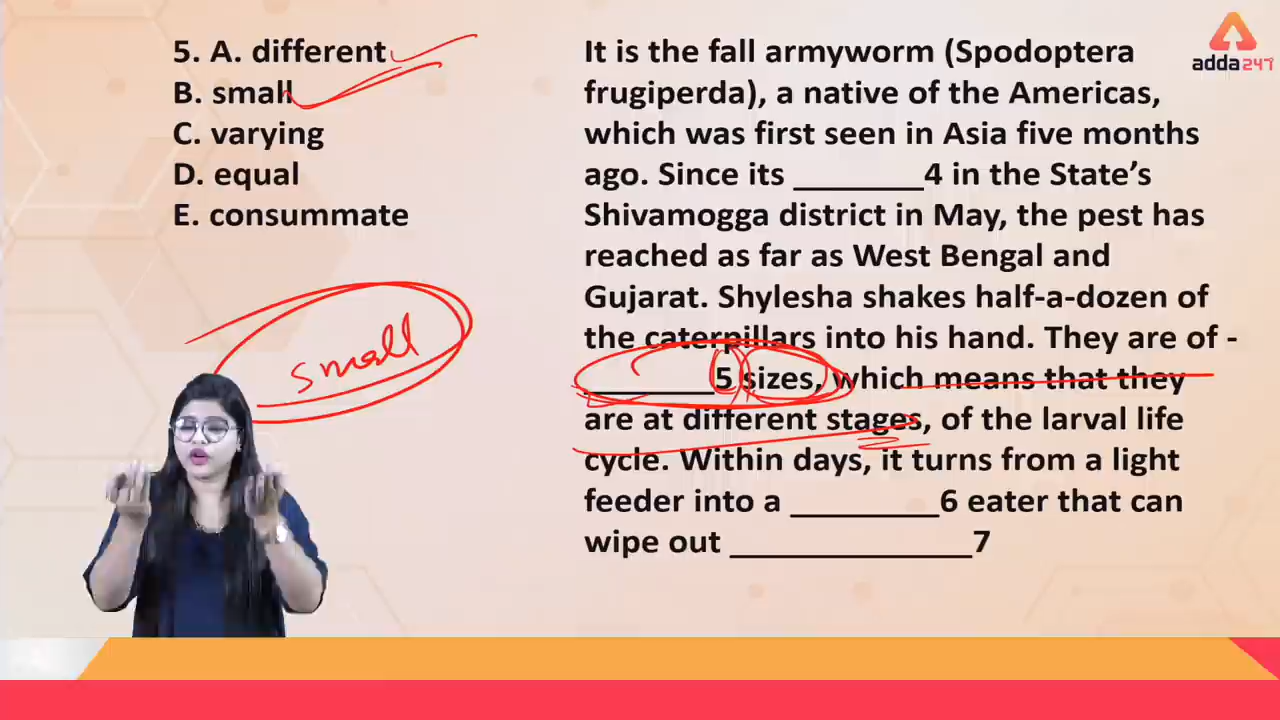 5. A. different
B. small
C. varying
D. equal
E. consummate
small
It is the fall armyworm (Spodoptera
frugiperda), a native of the Americas,
which was first seen in Asia five months
ago. Since its ________4 in the State's
Shivamogga district in May, the pest has
reached as far as West Bengal and
Gujarat. Shylesha shakes half-a-dozen of
the caterpillars into his hand. They are of -
________5 sizes, which means that they
are at different stages, of the larval life
cycle. Within days, it turns from a light
feeder into a _________6 eater that can
wipe out _______________7
adda247